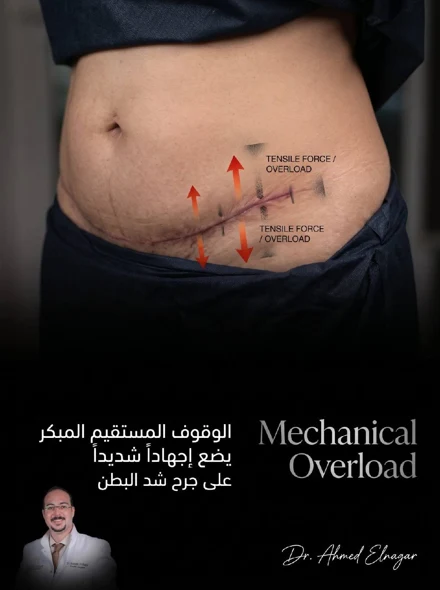 TENSILE FORCE /
OVERLOAD
TENSILE FORCE
/ OVERLOAD
الوقوف المستقيم المبكر
يضع إجهاداً شديداً
على جرح شد البطن
Mechanical
Overload
Dr. Ahmed Elnagar